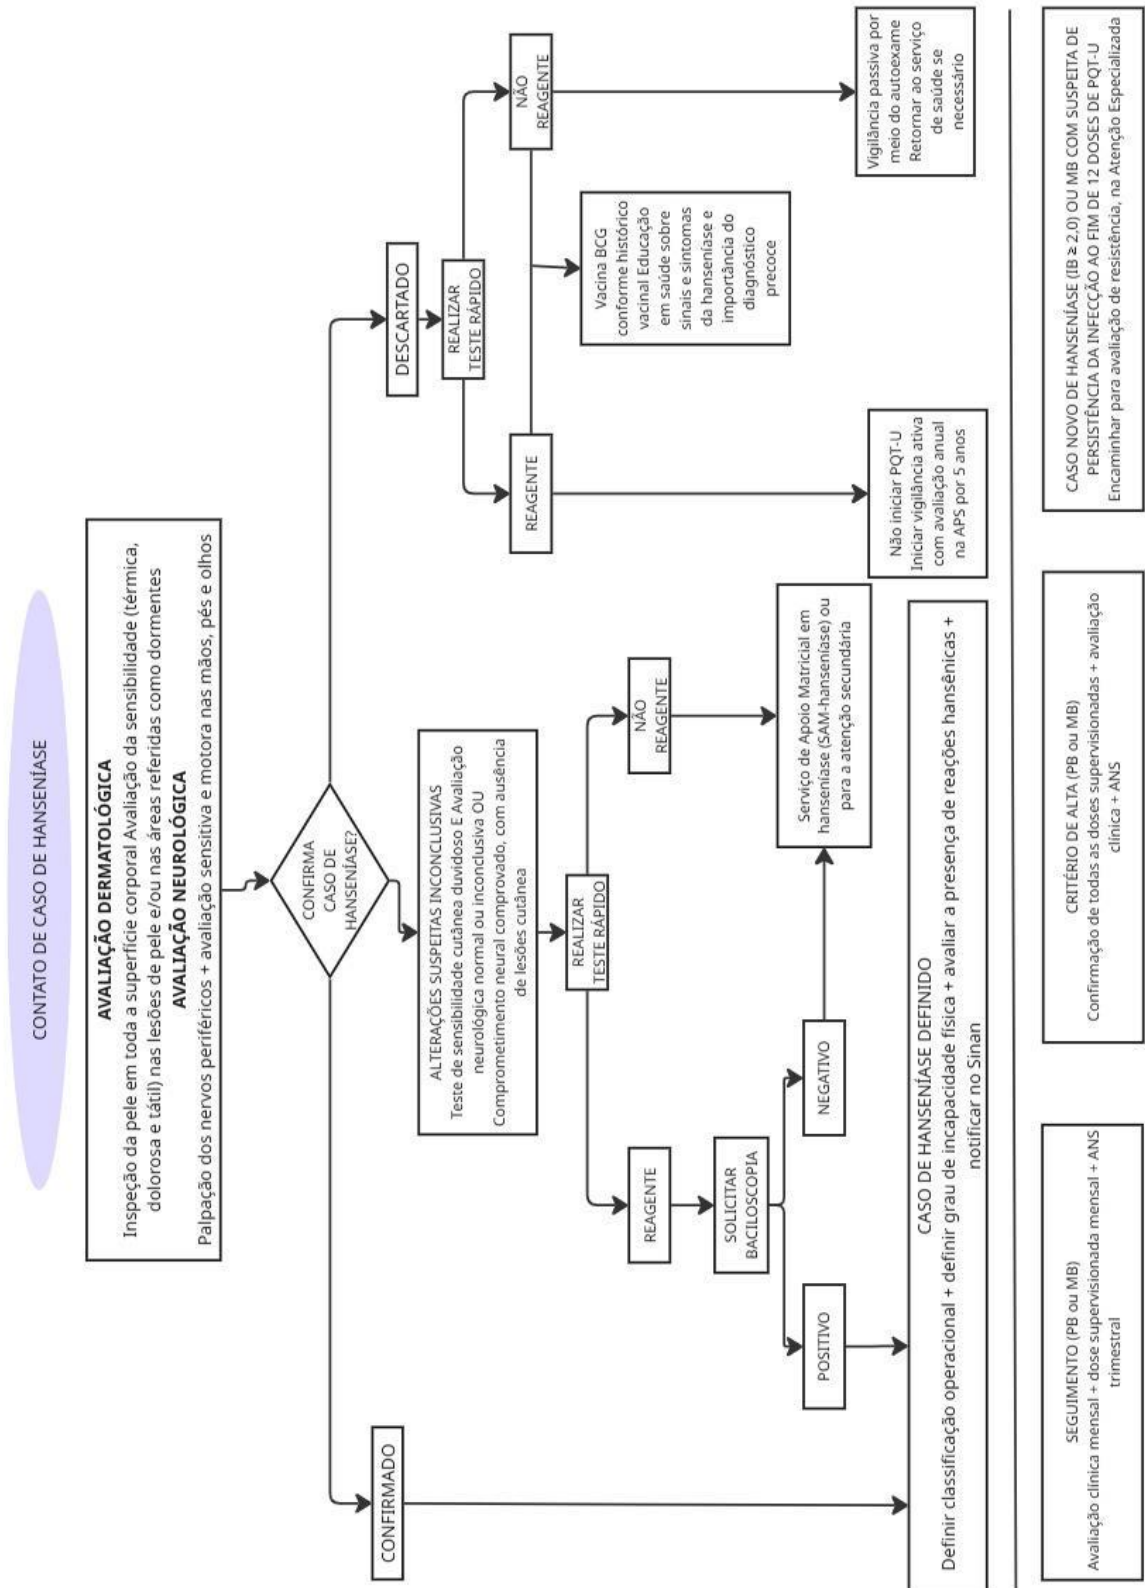 CONTATO DE CASO DE HANSENÍASE
AVALIAÇÃO DERMATOLÓGICA
Inspeção da pele em toda a superfície corporal Avaliação da sensibilidade (térmica,
dolorosa e tátil) nas lesões de pele e/ou nas áreas referidas como dormentes
AVALIAÇÃO NEUROLÓGICA
Palpação dos nervos periféricos + avaliação sensitiva e motora nas mãos, pés e olhos
CONFIRMA
CASO DE
HANSENÍASE?
CONFIRMADO
ALTERAÇÕES SUSPEITAS INCONCLUSIVAS
Teste de sensibilidade cutânea duvidoso E Avaliação
neurológica normal ou inconclusiva OU
Comprometimento neural comprovado, com ausência
de lesões cutânea
DESCARTADO
REALIZAR
TESTE RÁPIDO
REAGENTE
NÃO
REAGENTE
REALIZAR
TESTE RÁPIDO
Vacina BCG
conforme histórico
vacinal Educação
em saúde sobre
sinais e sintomas
da hanseníase e
importância do
diagnóstico
precoce
REAGENTE
NÃO
REAGENTE
SOLICITAR
BACILOSCOPIA
POSITIVO
NEGATIVO
Serviço de Apoio Matricial em
hanseníase (SAM-hanseníase) ou
para a atenção secundária
Não iniciar PQT-U
Iniciar vigilância ativa
com avaliação anual
na APS por 5 anos
Vigilância passiva por
meio do autoexame
Retornar ao serviço
de saúde se
necessário
CASO DE HANSENÍASE DEFINIDO
Definir classificação operacional + definir grau de incapacidade física + avaliar a presença de reações hansênicas +
notificar no Sinan
SEGUIMENTO (PB ou MB)
Avaliação clínica mensal + dose supervisionada mensal + ANS
trimestral
CRITÉRIO DE ALTA (PB ou MB)
Confirmação de todas as doses supervisionadas + avaliação
clínica + ANS
CASO NOVO DE HANSENÍASE (IB ≥ 2,0) OU MB COM SUSPEITA DE
PERSISTÊNCIA DA INFECÇÃO AO FIM DE 12 DOSES DE PQT-U
Encaminhar para avaliação de resistência, na Atenção Especializada